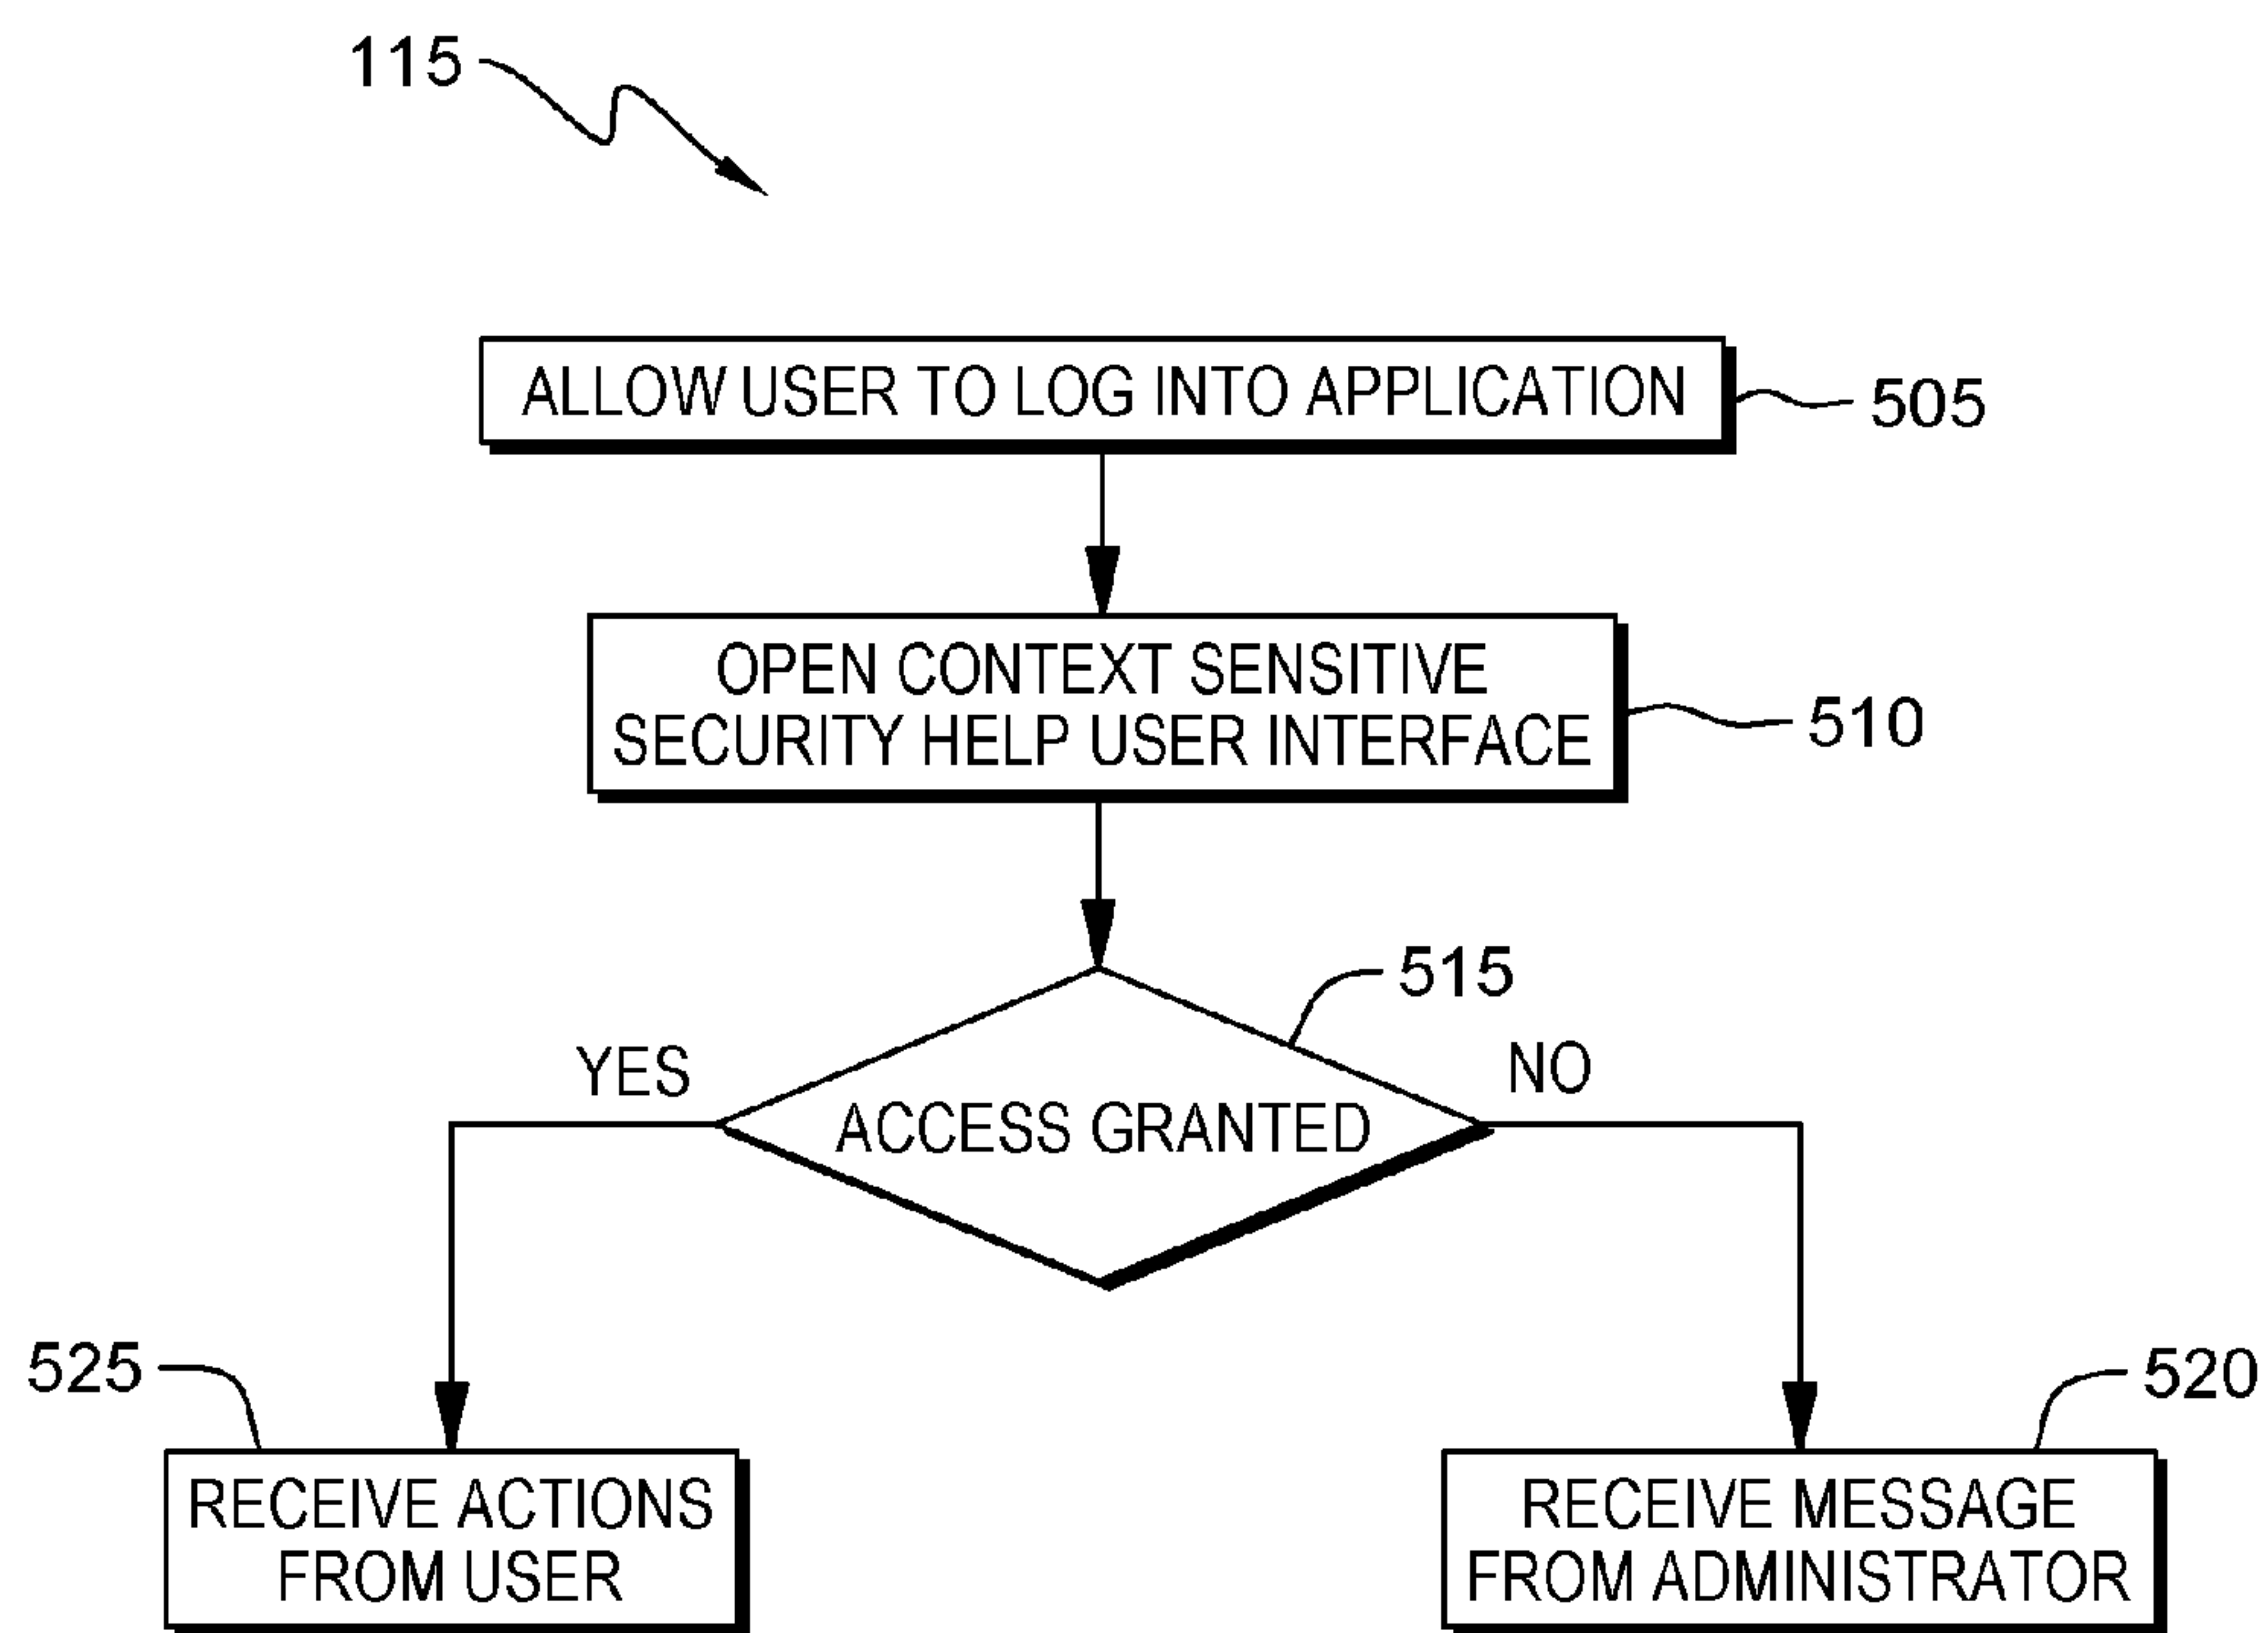 115
ALLOW USER TO LOG INTO APPLICATION
505
OPEN CONTEXT SENSITIVE
SECURITY HELP USER INTERFACE
510
515
YES
NO
ACCESS GRANTED
525
520
RECEIVE ACTIONS
FROM USER
RECEIVE MESSAGE
FROM ADMINISTRATOR